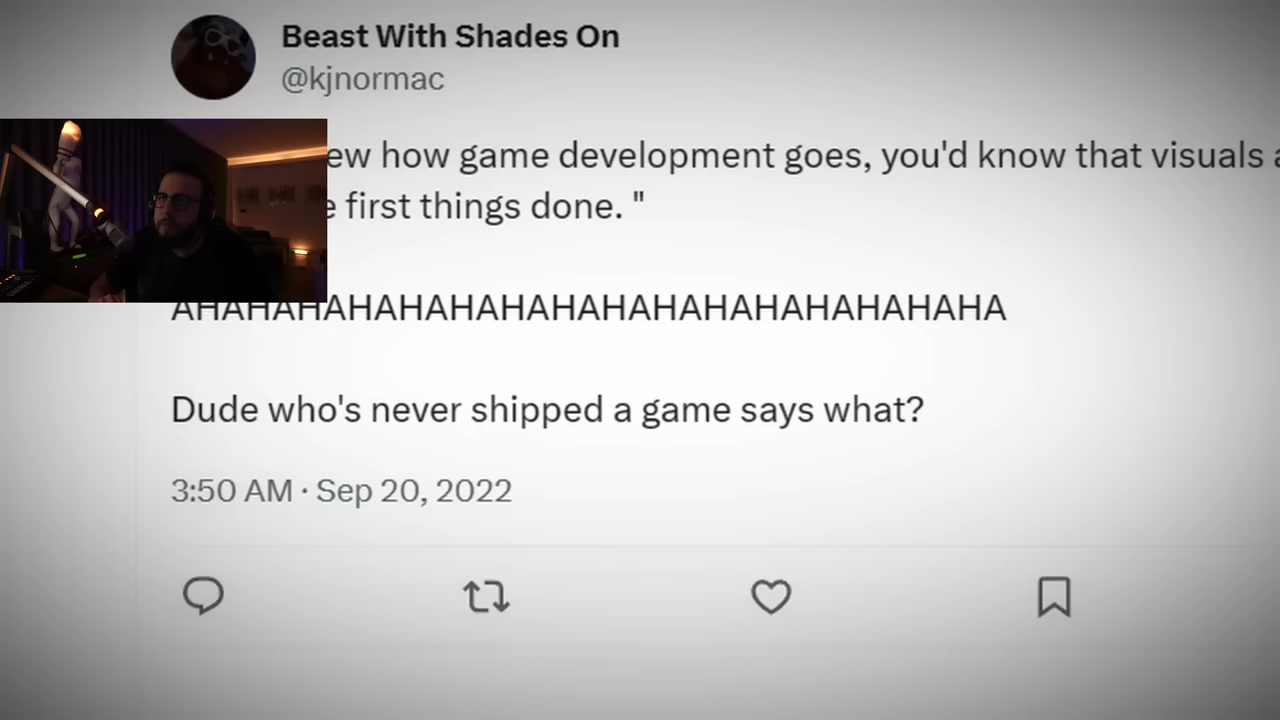 Beast With Shades On
@kjnormac
ew how game development goes, you'd know that visuals a
e first things done. "
AHAHAHAHAHAHAHAHAHAHAHAHAHAHAHAHA
Dude who's never shipped a game says what?
3:50 AM · Sep 20, 2022